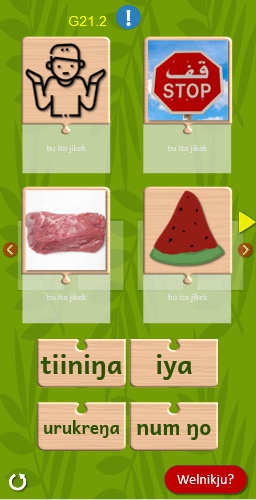 G21.2 !
قف
STOP
bu ita jikek
bu ita jikek
bu ita jikek
bu ita jikek
tiiniŋa
iya
urukreŋa
num ŋo
Welnikju?